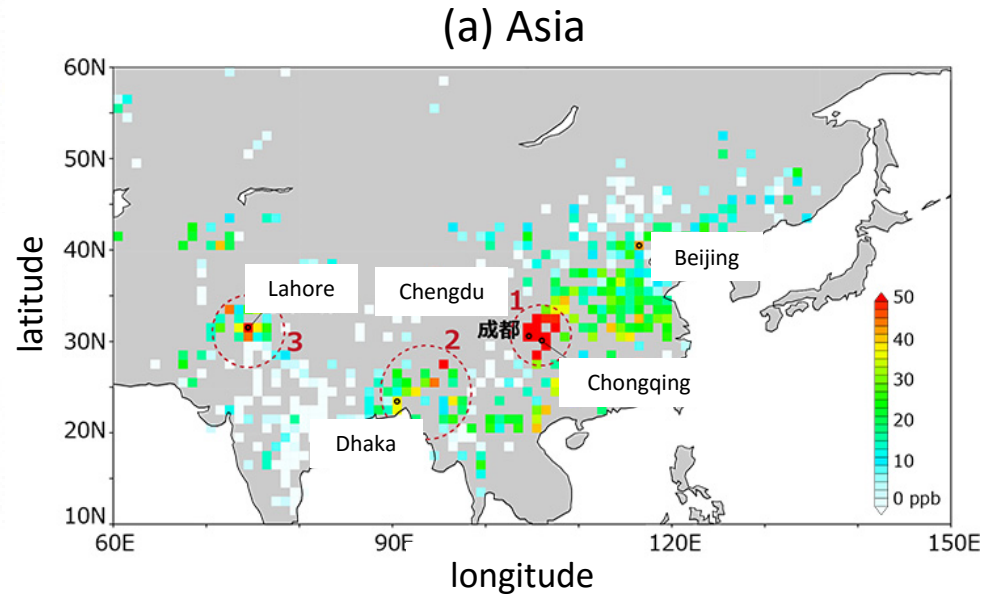 (a) Asia
60N
50N
40N
30N
20N
10N
latitude
60E
90E
120E
150E
longitude
Lahore
Chengdu
Beijing
成都
Chongqing
Dhaka
1
2
3
50
40
30
20
10
0 ppb